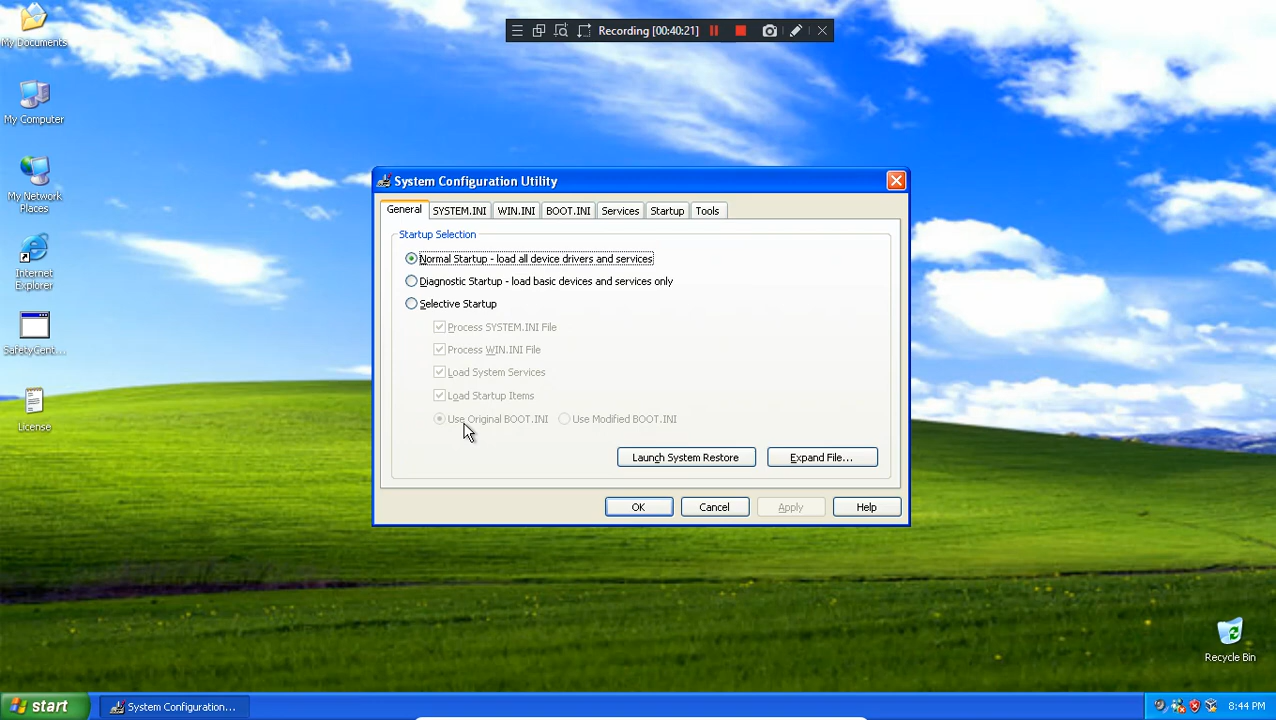 Recording [00:40:21]
My Documents
My Computer
My Network
Places
Internet
Explorer
SafetyCent...
License
System Configuration Utility
General
SYSTEM.INI
WIN.INI
BOOT.INI
Services
Startup
Tools
Startup Selection
Normal Startup - load all device drivers and services
Diagnostic Startup - load basic devices and services only
Selective Startup
Process SYSTEM.INI File
Process WIN.INI File
Load System Services
Load Startup Items
Use Original BOOT.INI
Use Modified BOOT.INI
Launch System Restore
Expand File...
OK
Cancel
Apply
Help
Recycle Bin
start
System Configuration...
8:44 PM